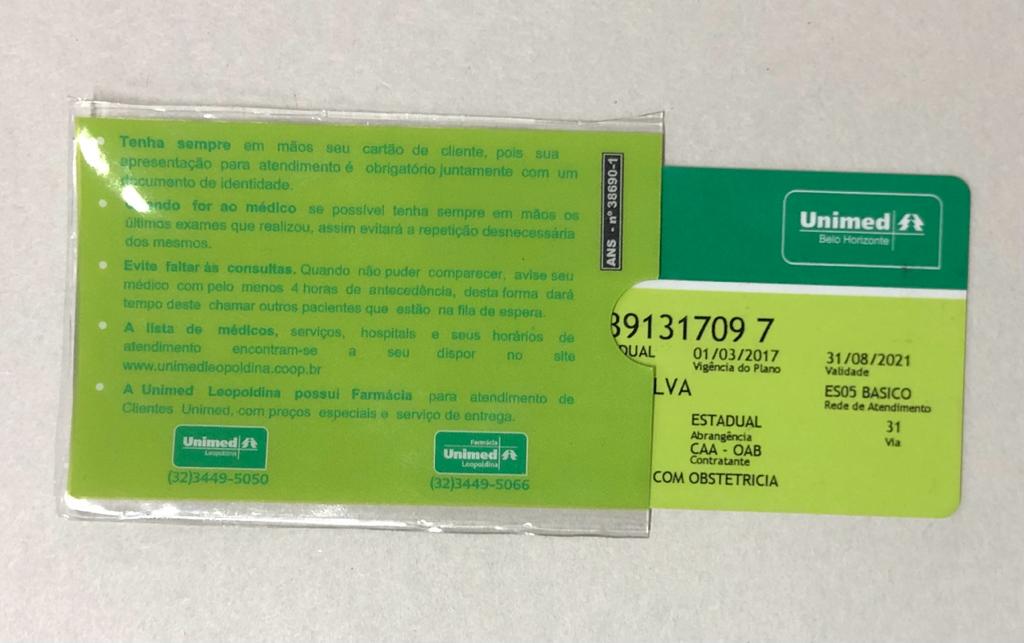 Tenha sempre em mãos seu cartão de cliente, pois sua
apresentação para atendimento é obrigatório juntamente com um
documento de identidade.
Quando for ao médico se possível tenha sempre em mãos os
últimos exames que realizou, assim evitará a repetição desnecessária
dos mesmos.
Evite faltar às consultas. Quando não puder comparecer, avise seu
médico com pelo menos 4 horas de antecedência, desta forma dará
tempo deste chamar outros pacientes que estão na fila de espera.
A lista de médicos, serviços, hospitais e seus horários de
atendimento encontram-se a seu dispor no site
www.unimedleopoldina.coop.br
A Unimed Leopoldina possui Farmácia para atendimento de
Clientes Unimed, com preços especiais e serviço de entrega.
Unimed
Leopoldina
(32)3449-5050
Farmácia
Unimed
Leopoldina
(32)3449-5066
ANS - nº 38690-1
Unimed
Belo Horizonte
39131709 7
DUAL 01/03/2017 31/08/2021
Vigência do Plano Validade
LVA ES05 BASICO
Rede de Atendimento
ESTADUAL 31
Abrangência Via
CAA - OAB
Contratante
COM OBSTETRICIA